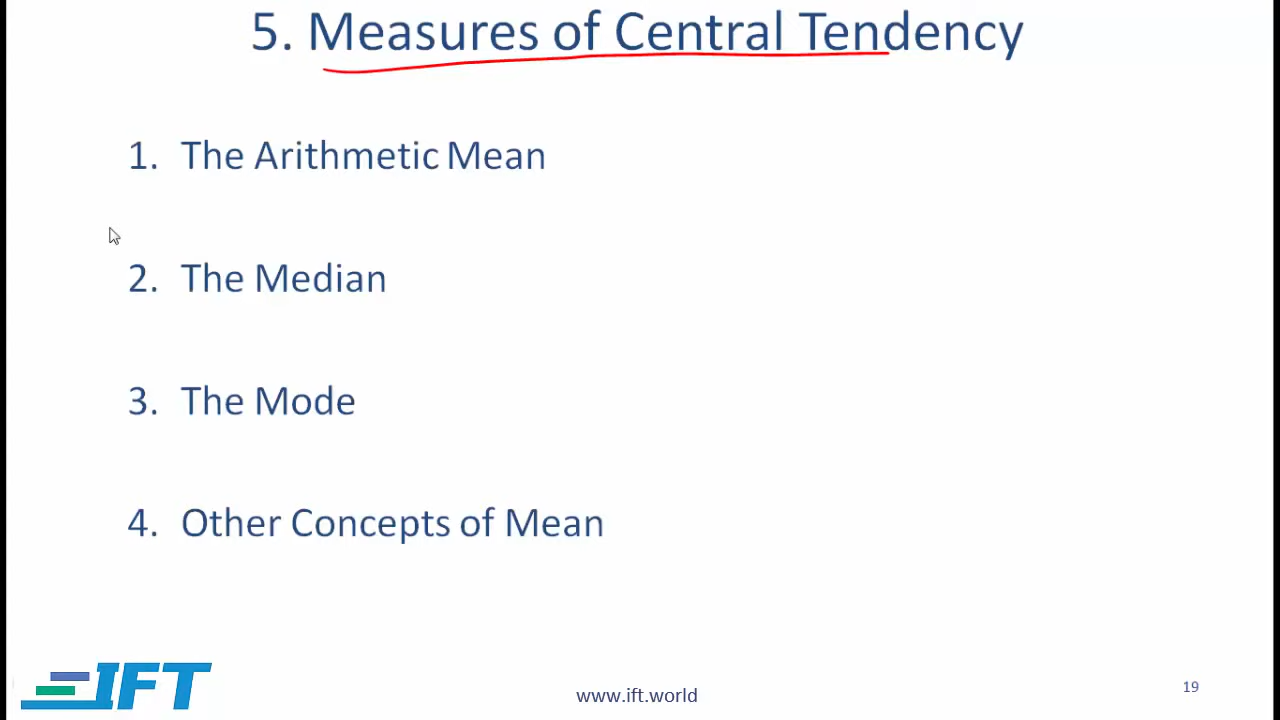 5. Measures of Central Tendency
1. The Arithmetic Mean
2. The Median
3. The Mode
4. Other Concepts of Mean
IFT
www.ift.world
19